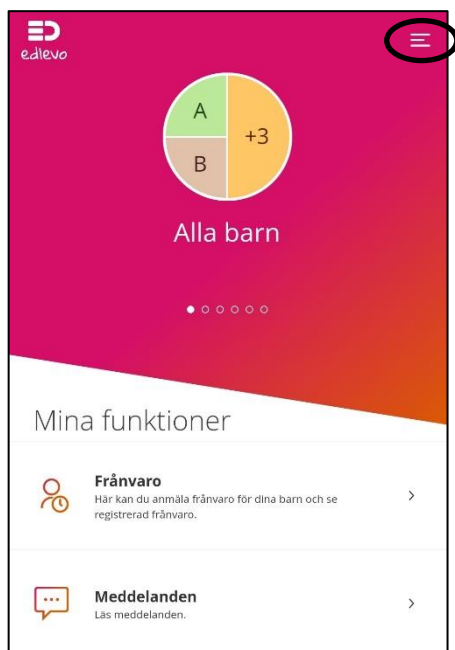 ED
edlevo
A
B
+3
Alla barn
Mina funktioner
Frånvaro
Här kan du anmäla frånvaro för dina barn och se
registrerad frånvaro.
Meddelanden
Läs meddelanden.